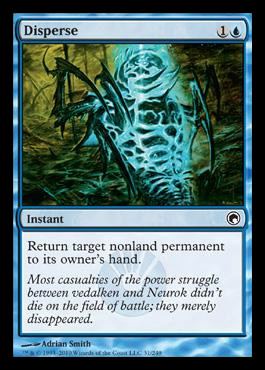 Disperse 1
Instant
Return target nonland permanent
to its owner's hand.
Most casualties of the power struggle
between vedalken and Neurok didn't
die on the field of battle; they merely
disappeared.
Adrian Smith
™ & © 1993–2010 Wizards of the Coast LLC 31/249